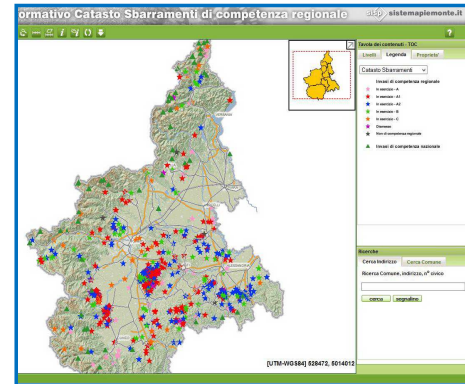 ormativo Catasto Sbarramenti di competenza regionale
sistemapiemonte.it
?
Tavola dei contenuti - TOC
Livelli Legenda Proprieta'
Catasto Sbarramenti
Invasi di competenza regionale
In esercizio - A
In esercizio - A1
In esercizio - A2
In esercizio - B
In esercizio - C
Dismesse
Non di competenza regionale
Invasi di competenza nazionale
Ricerche
Cerca Indirizzo Cerca Comune
Ricerca Comune, indirizzo, n° civico
cerca segnaline
[UTM-WGS84] 528472, 5014012